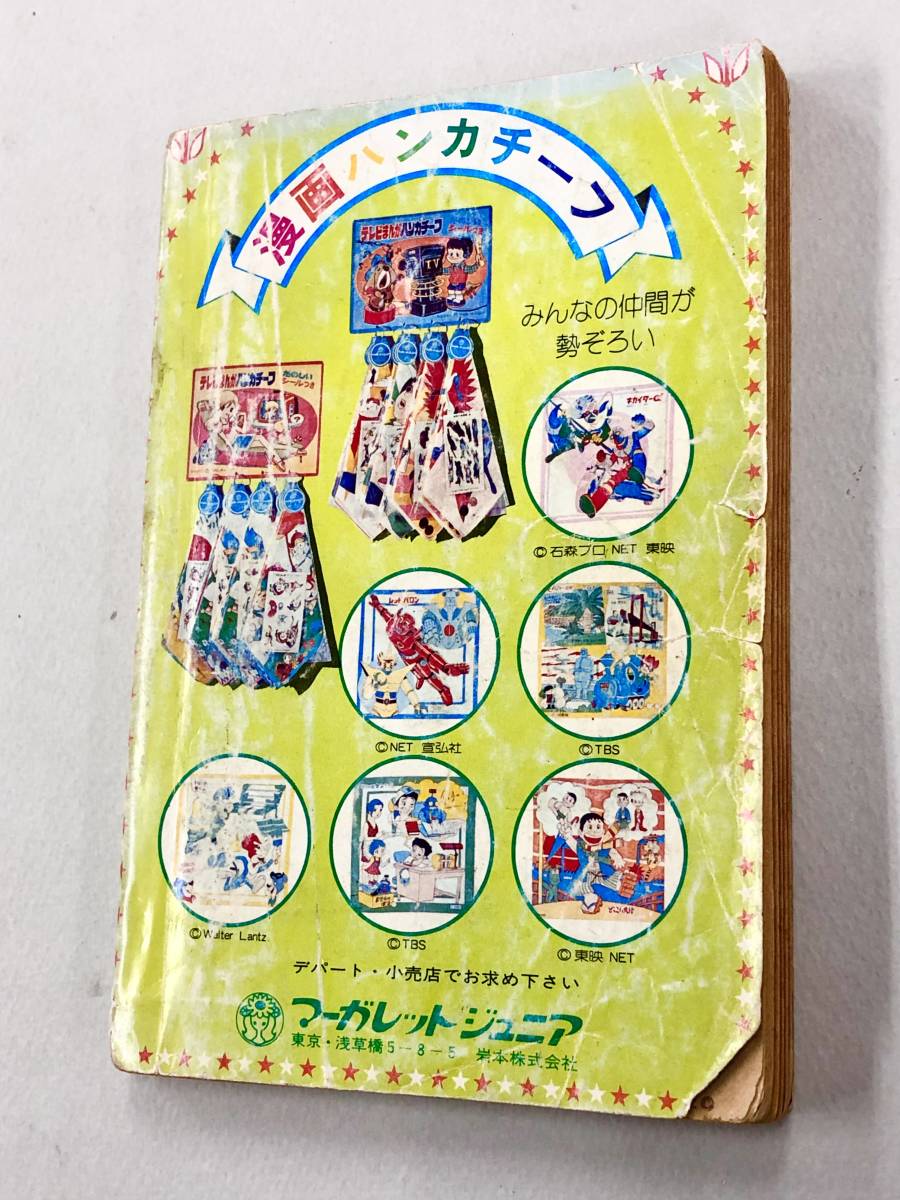 漫画ハンカチーフ
テレビまんがハンカチーフ
シールつき
TV
みんなの仲間が
勢ぞろい
テレビまんがハンカチーフ
たのしい
シールつき
© 石森プロ NET 東映
レッドバロン
© NET 宣弘社
© TBS
© Walter Lantz
© TBS
© 東映 NET
デパート・小売店でお求め下さい
マーガレットジュニア
東京・浅草橋5-8-5 岩本株式会社